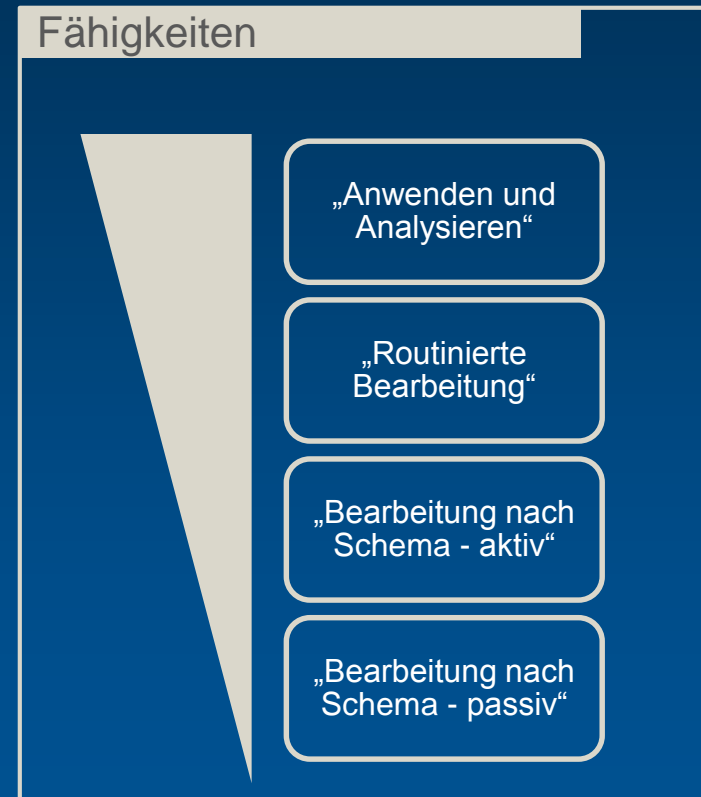 Fähigkeiten
„Anwenden und
Analysieren“
„Routinierte
Bearbeitung“
„Bearbeitung nach
Schema - aktiv“
„Bearbeitung nach
Schema - passiv“